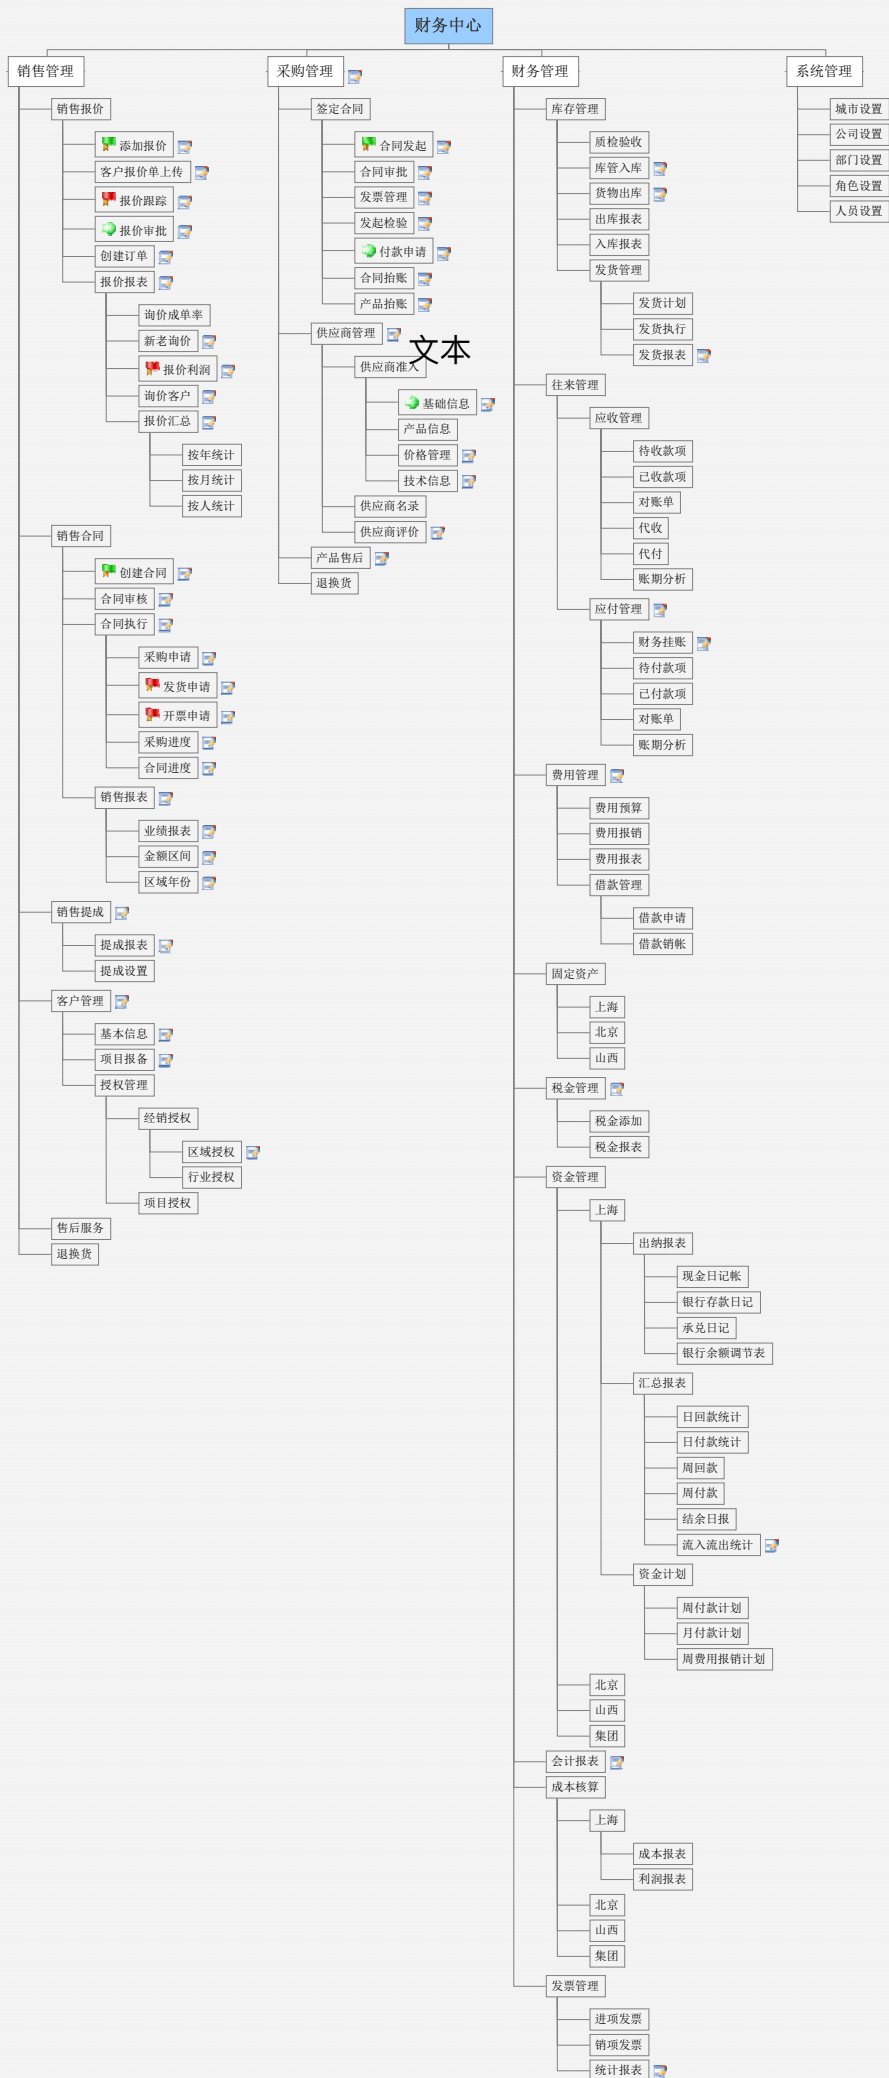 财务中心
销售管理
销售报价
添加报价
客户报价单上传
报价跟踪
报价审批
创建订单
报价报表
询价成单率
新老询价
报价利润
询价客户
报价汇总
按年统计
按月统计
按人统计
销售合同
创建合同
合同审核
合同执行
采购申请
发货申请
开票申请
采购进度
合同进度
销售报表
业绩报表
金额区间
区域年份
销售提成
提成报表
提成设置
客户管理
基本信息
项目报备
授权管理
经销授权
区域授权
行业授权
项目授权
售后服务
退换货
采购管理
签定合同
合同发起
合同审批
发票管理
发起检验
付款申请
合同抬账
产品抬账
供应商管理
文本
供应商准入
基础信息
产品信息
价格管理
技术信息
供应商名录
供应商评价
产品售后
退换货
财务管理
库存管理
质检验收
库管入库
货物出库
出库报表
入库报表
发货管理
发货计划
发货执行
发货报表
往来管理
应收管理
待收款项
已收款项
对账单
代收
代付
账期分析
应付管理
财务挂账
待付款项
已付款项
对账单
账期分析
费用管理
费用预算
费用报销
费用报表
借款管理
借款申请
借款销帐
固定资产
上海
北京
山西
税金管理
税金添加
税金报表
资金管理
上海
出纳报表
现金日记帐
银行存款日记
承兑日记
银行余额调节表
汇总报表
日回款统计
日付款统计
周回款
周付款
结余日报
流入流出统计
资金计划
周付款计划
月付款计划
周费用报销计划
北京
山西
集团
会计报表
成本核算
上海
成本报表
利润报表
北京
山西
集团
发票管理
进项发票
销项发票
统计报表
系统管理
城市设置
公司设置
部门设置
角色设置
人员设置